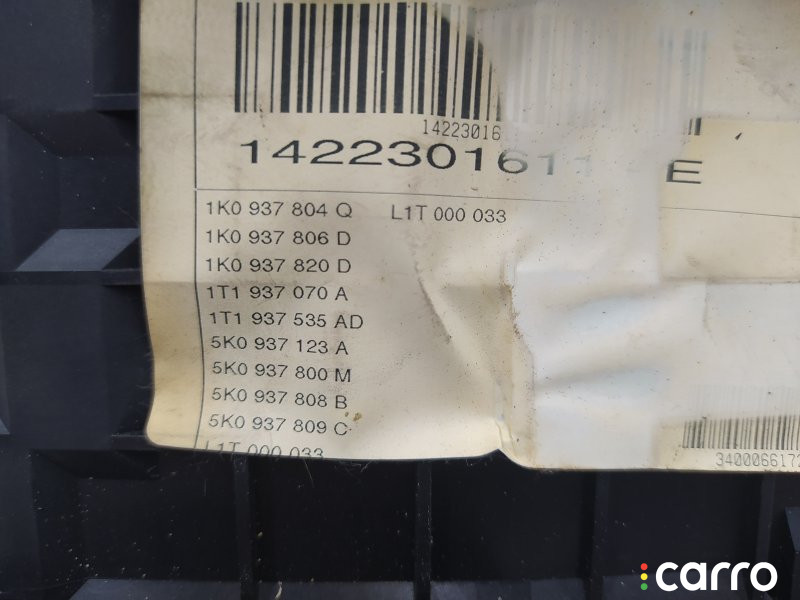 14223016
1K0 937 804 Q L1T 000 033
1K0 937 806 D
1K0 937 820 D
1T1 937 070 A
1T1 937 535 AD
5K0 937 123 A
5K0 937 800 M
5K0 937 808 B
5K0 937 809 C
L1T 000 033
carro